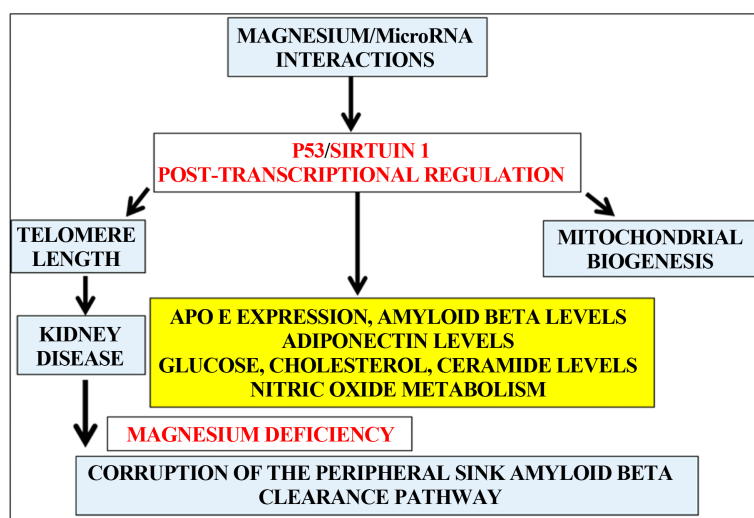 MAGNESIUM/MicroRNA
INTERACTIONS
P53/SIRTUIN 1
POST-TRANSCRIPTIONAL REGULATION
TELOMERE
LENGTH
MITOCHONDRIAL
BIOGENESIS
KIDNEY
DISEASE
APO E EXPRESSION, AMYLOID BETA LEVELS
ADIPONECTIN LEVELS
GLUCOSE, CHOLESTEROL, CERAMIDE LEVELS
NITRIC OXIDE METABOLISM
MAGNESIUM DEFICIENCY
CORRUPTION OF THE PERIPHERAL SINK AMYLOID BETA
CLEARANCE PATHWAY